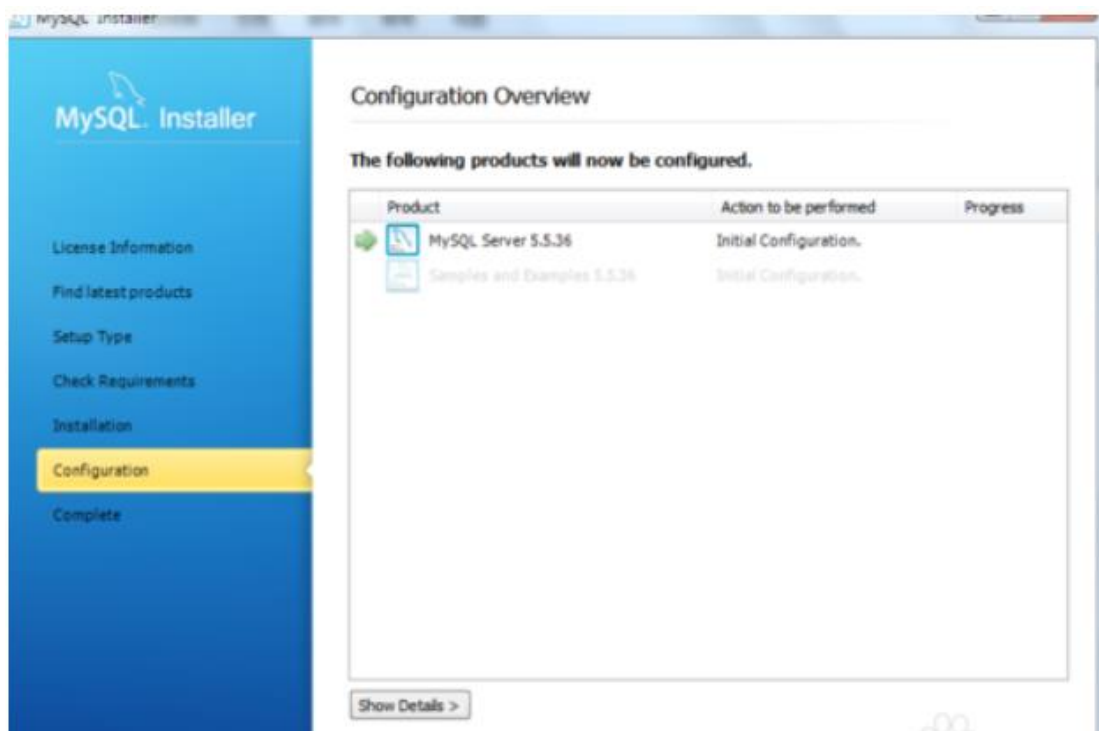 MySQL Installer
MySQL. Installer
Configuration Overview
The following products will now be configured.
Product Action to be performed Progress
MySQL Server 5.5.36 Initial Configuration.
Samples and Examples 5.5.36 Initial Configuration.
License Information
Find latest products
Setup Type
Check Requirements
Installation
Configuration
Complete
Show Details >